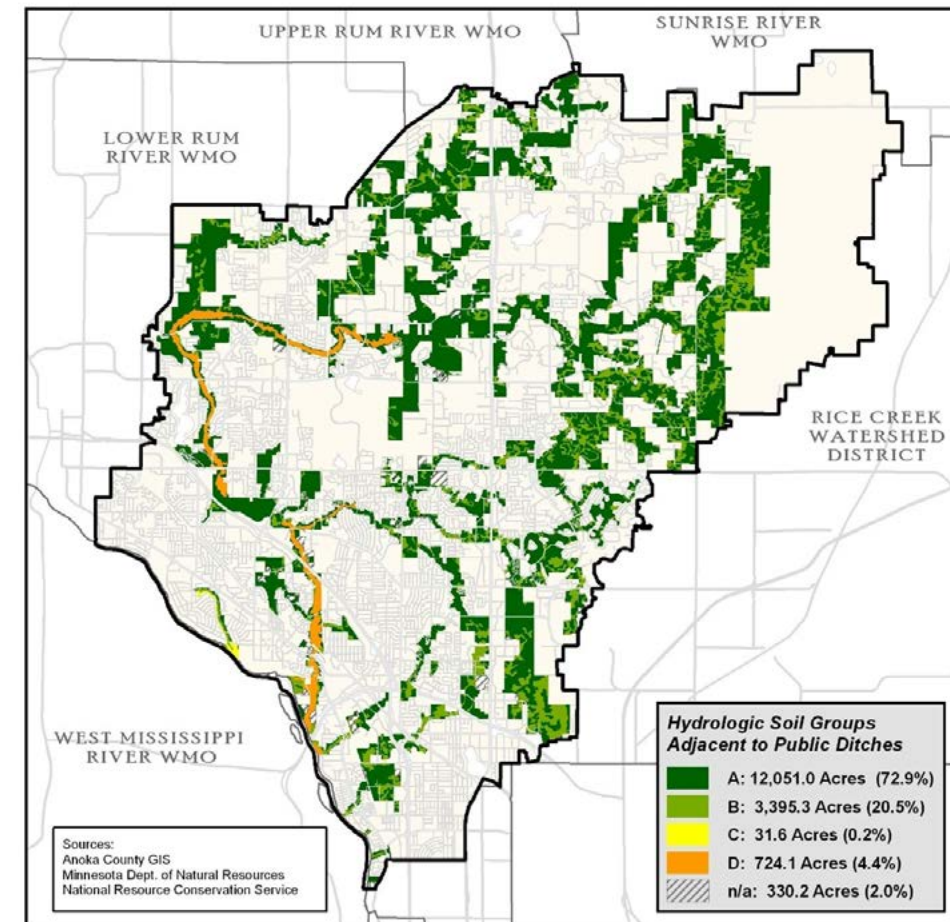 UPPER RUM RIVER WMO
SUNRISE RIVER
WMO
LOWER RUM
RIVER WMO
RICE CREEK
WATERSHED
DISTRICT
WEST MISSISSIPPI
RIVER WMO
Hydrologic Soil Groups
Adjacent to Public Ditches
A: 12,051.0 Acres (72.9%)
B: 3,395.3 Acres (20.5%)
C: 31.6 Acres (0.2%)
D: 724.1 Acres (4.4%)
n/a: 330.2 Acres (2.0%)
Sources:
Anoka County GIS
Minnesota Dept. of Natural Resources
National Resource Conservation Service